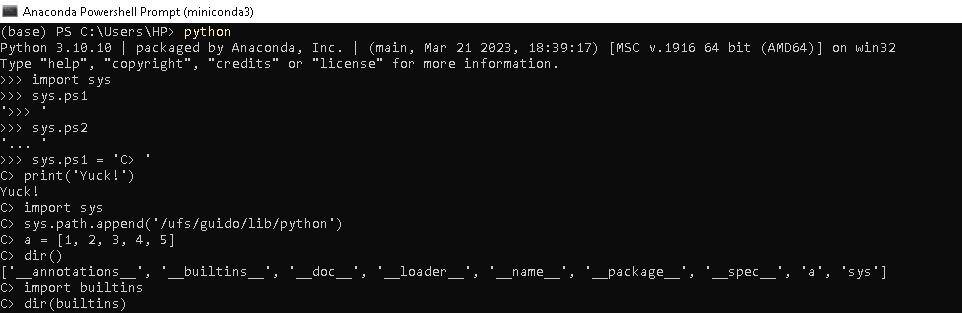 Anaconda Powershell Prompt (miniconda3)
(base) PS C:\Users\HP> python
Python 3.10.10 | packaged by Anaconda, Inc. | (main, Mar 21 2023, 18:39:17) [MSC v.1916 64 bit (AMD64)] on win32
Type "help", "copyright", "credits" or "license" for more information.
>>> import sys
>>> sys.ps1
'>>> '
>>> sys.ps2
'... '
>>> sys.ps1 = 'C> '
C> print('Yuck!')
Yuck!
C> import sys
C> sys.path.append('/ufs/guido/lib/python')
C> a = [1, 2, 3, 4, 5]
C> dir()
['__annotations__', '__builtins__', '__doc__', '__loader__', '__name__', '__package__', '__spec__', 'a', 'sys']
C> import builtins
C> dir(builtins)